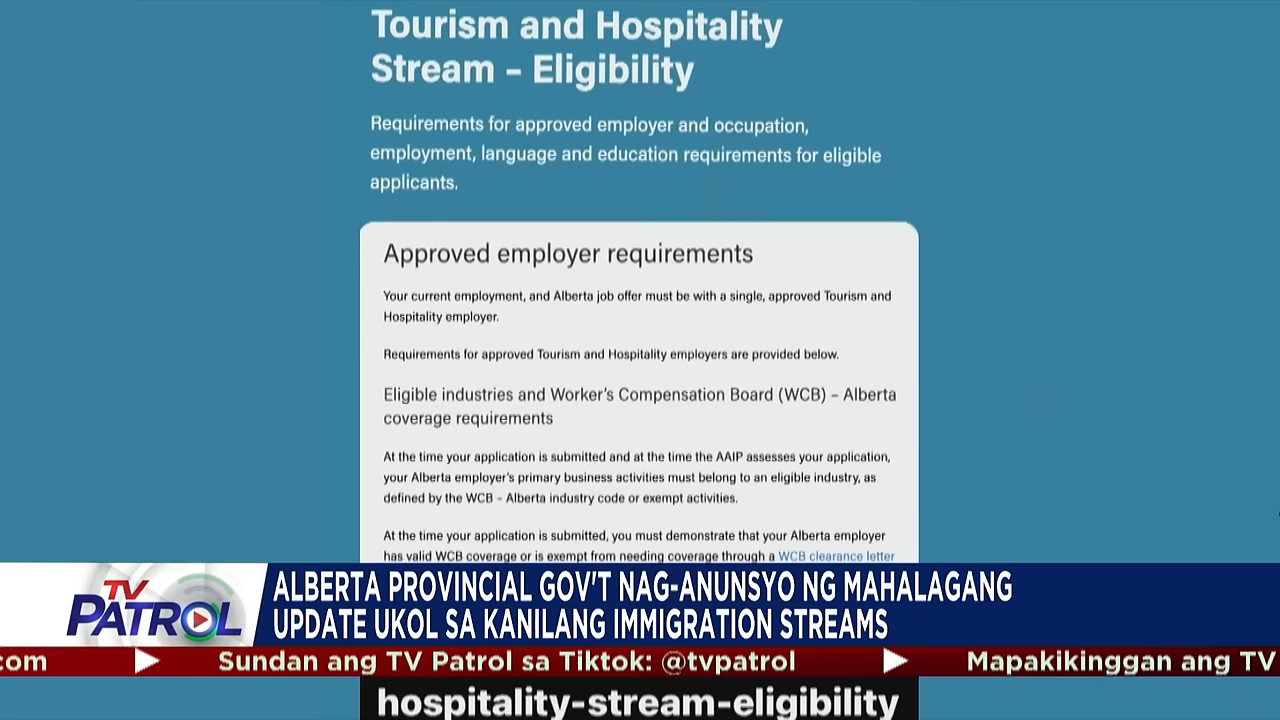 Tourism and Hospitality
Stream – Eligibility
Requirements for approved employer and occupation,
employment, language and education requirements for eligible
applicants.
Approved employer requirements
Your current employment, and Alberta job offer must be with a single, approved Tourism and
Hospitality employer.
Requirements for approved Tourism and Hospitality employers are provided below.
Eligible industries and Worker's Compensation Board (WCB) – Alberta
coverage requirements
At the time your application is submitted and at the time the AAIP assesses your application,
your Alberta employer's primary business activities must belong to an eligible industry, as
defined by the WCB – Alberta industry code or exempt activities.
At the time your application is submitted, you must demonstrate that your Alberta employer
has valid WCB coverage or is exempt from needing coverage through a WCB clearance letter
TV
PATROL
ALBERTA PROVINCIAL GOV'T NAG-ANUNSYO NG MAHALAGANG
UPDATE UKOL SA KANILANG IMMIGRATION STREAMS
com Sundan ang TV Patrol sa Tiktok: @tvpatrol Mapakikinggan ang TV
hospitality-stream-eligibility